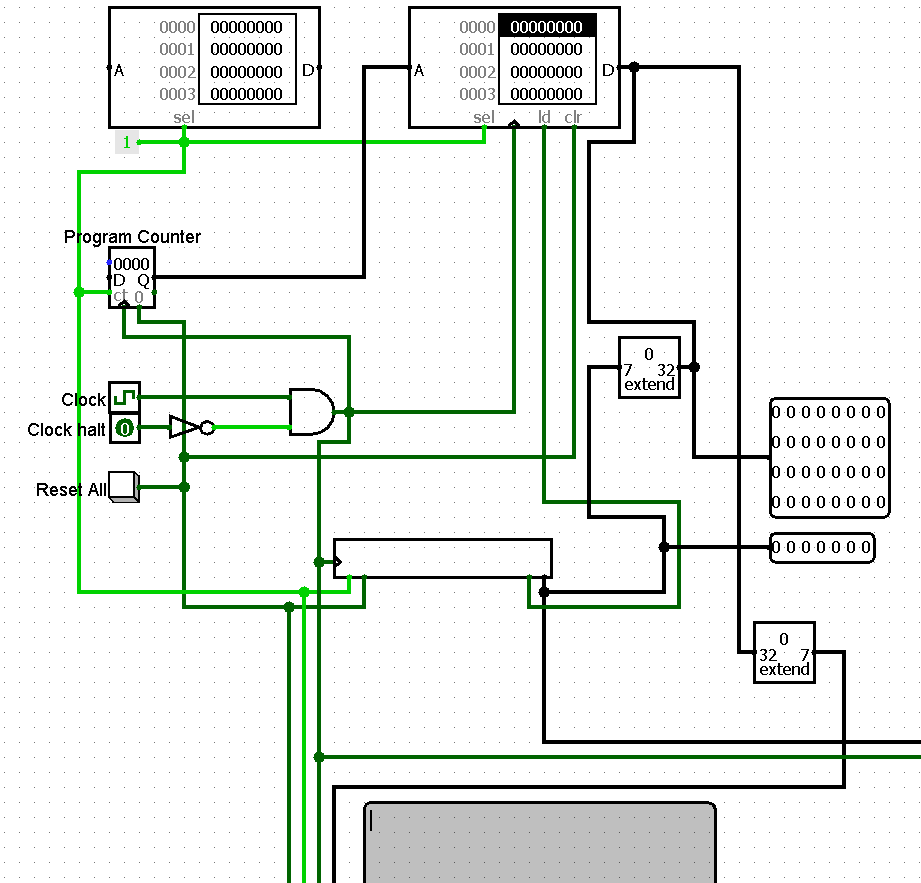 0000 00000000
0001 00000000
A 0002 00000000 D
0003 00000000
sel
0000 00000000
0001 00000000
A 0002 00000000 D
0003 00000000
sel ld clr
1
Program Counter
0000
D Q
ct 0
0
7 32
extend
Clock
Clock halt 0
Reset All
0 0 0 0 0 0 0 0
0 0 0 0 0 0 0 0
0 0 0 0 0 0 0 0
0 0 0 0 0 0 0 0
0 0 0 0 0 0 0
0
32 7
extend